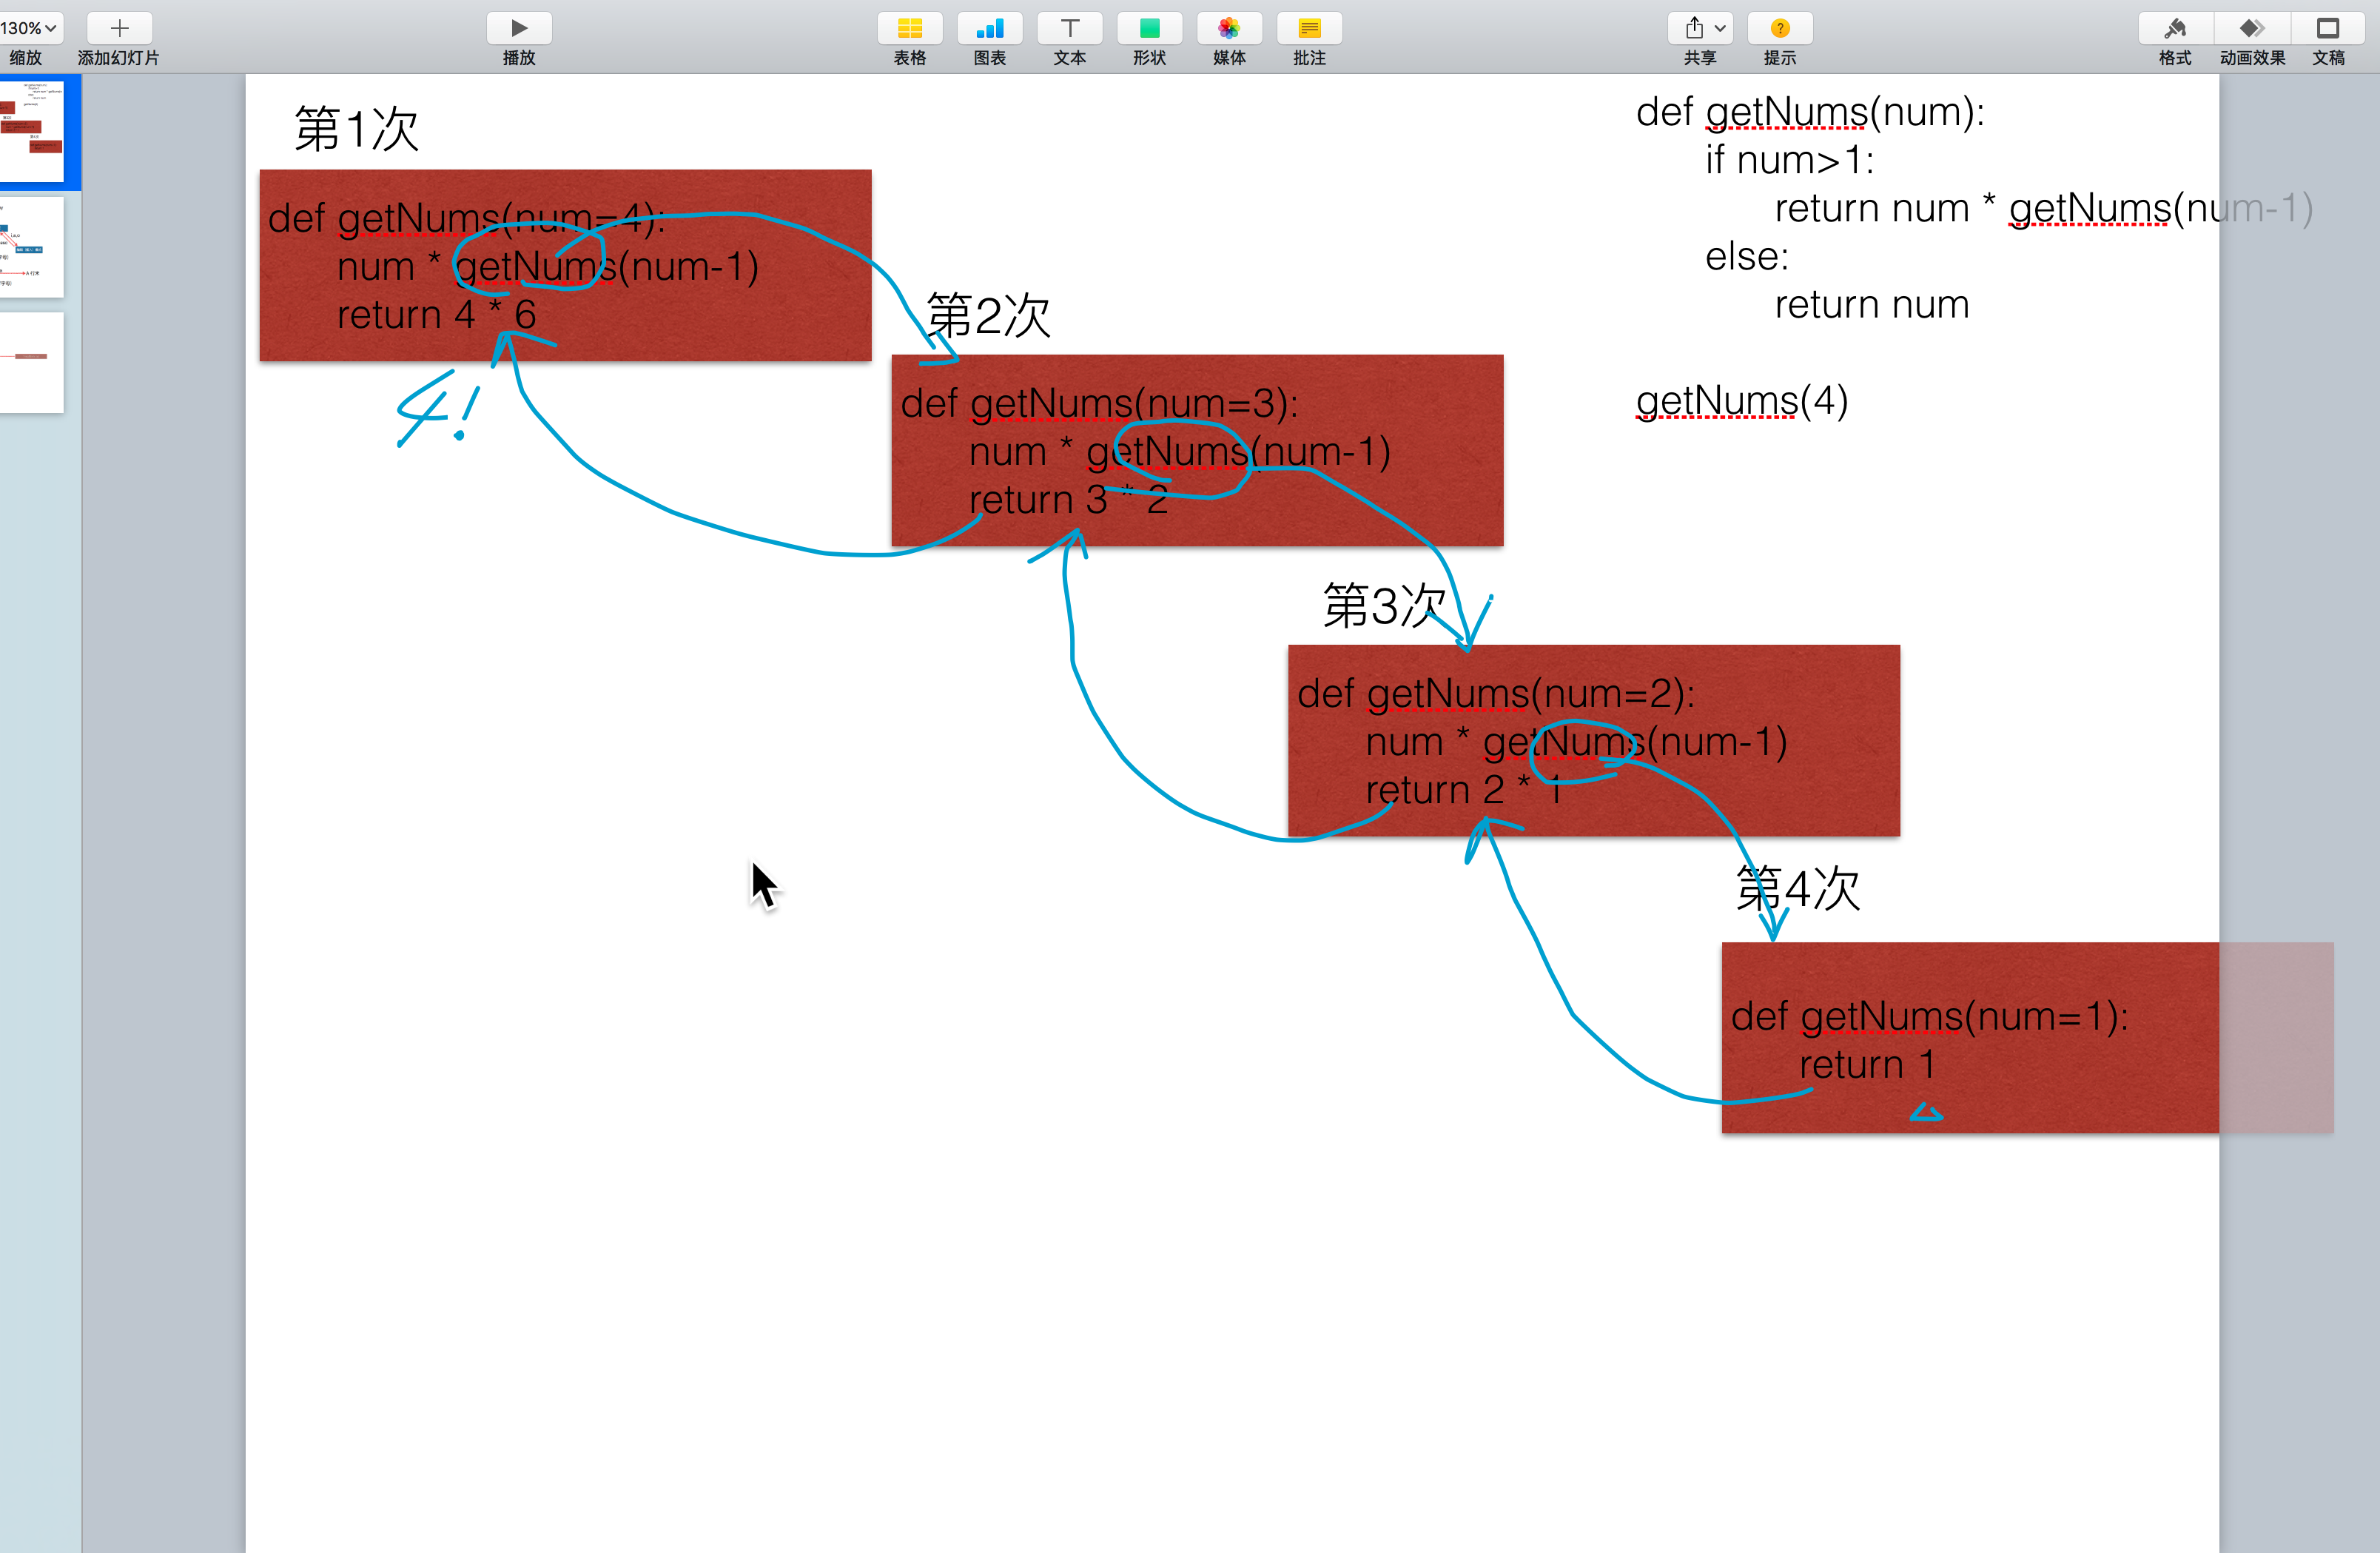 130%
缩放
添加幻灯片
播放
表格
图表
文本
形状
媒体
批注
共享
提示
格式
动画效果
文稿
第1次
def getNums(num=4):
num * getNums(num-1)
return 4 * 6
4!
第2次
def getNums(num=3):
num * getNums(num-1)
return 3 * 2
第3次
def getNums(num=2):
num * getNums(num-1)
return 2 * 1
第4次
def getNums(num=1):
return 1
def getNums(num):
if num>1:
return num * getNums(num-1)
else:
return num
getNums(4)